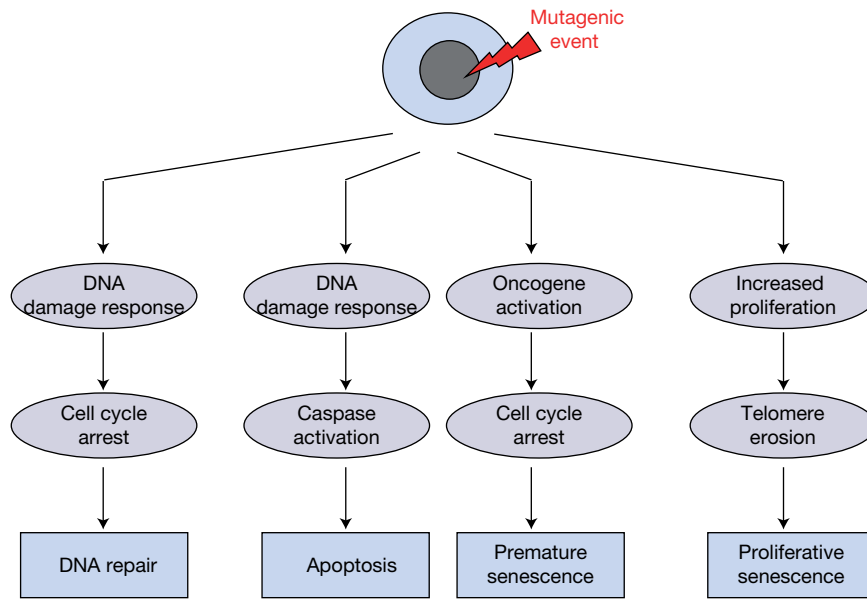 Mutagenic
event
DNA
damage response
DNA
damage response
Oncogene
activation
Increased
proliferation
Cell cycle
arrest
Caspase
activation
Cell cycle
arrest
Telomere
erosion
DNA repair
Apoptosis
Premature
senescence
Proliferative
senescence